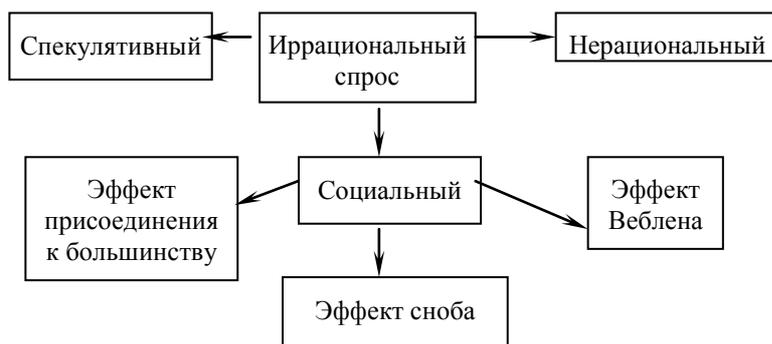 Спекулятивный
Иррациональный
спрос
Нерациональный
Эффект
присоединения
к большинству
Социальный
Эффект
Веблена
Эффект сноба